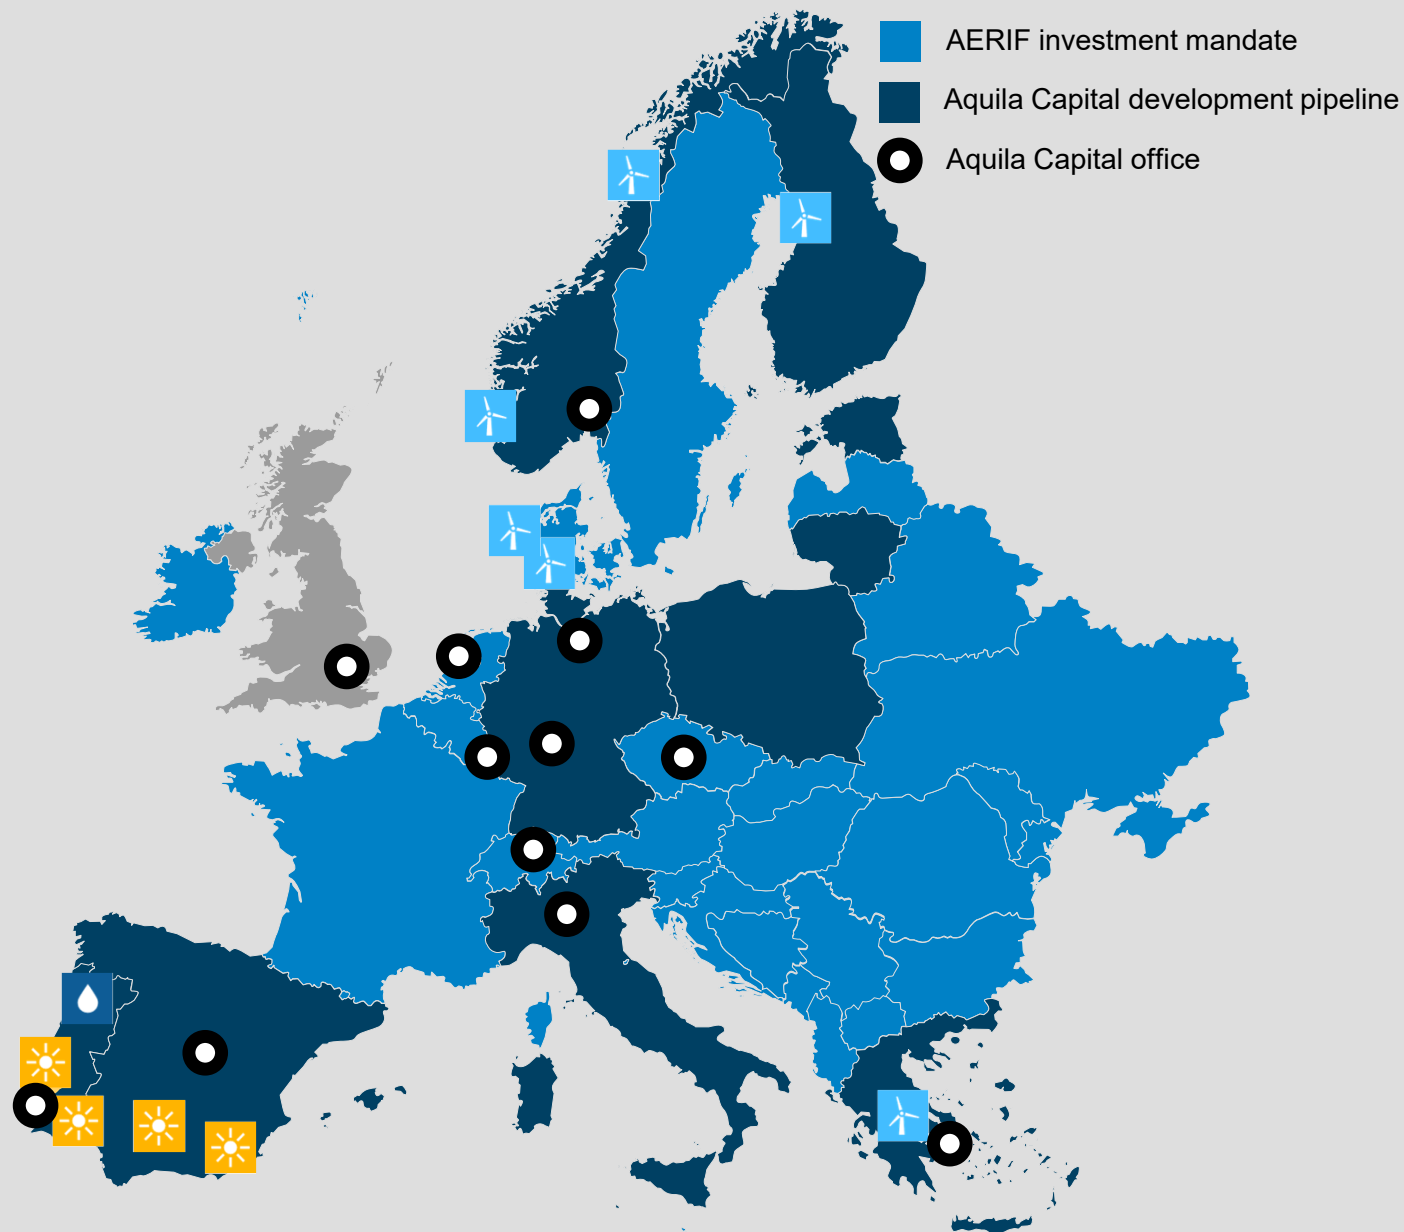 AERIF investment mandate
Aquila Capital development pipeline
Aquila Capital office